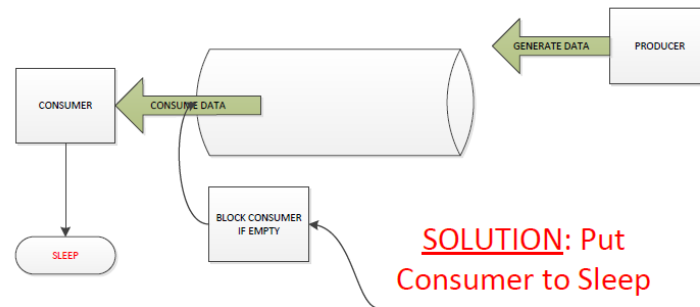 GENERATE DATA
PRODUCER
CONSUMER
CONSUME DATA
BLOCK CONSUMER
IF EMPTY
SLEEP
SOLUTION: Put
Consumer to Sleep